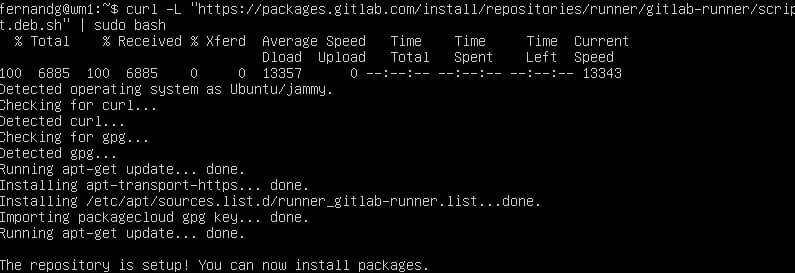 fernandg@wm1:~$ curl -L "https://packages.gitlab.com/install/repositories/runner/gitlab-runner/scrip
t.deb.sh" | sudo bash
% Total % Received % Xferd Average Speed Time Time Time Current
Dload Upload Total Spent Left Speed
100 6885 100 6885 0 0 13357 0 --:--:-- --:--:-- --:--:-- 13343
Detected operating system as Ubuntu/jammy.
Checking for curl...
Detected curl...
Checking for gpg...
Detected gpg...
Running apt-get update... done.
Installing apt-transport-https... done.
Installing /etc/apt/sources.list.d/runner_gitlab-runner.list...done.
Importing packagecloud gpg key... done.
Running apt-get update... done.
The repository is setup! You can now install packages.